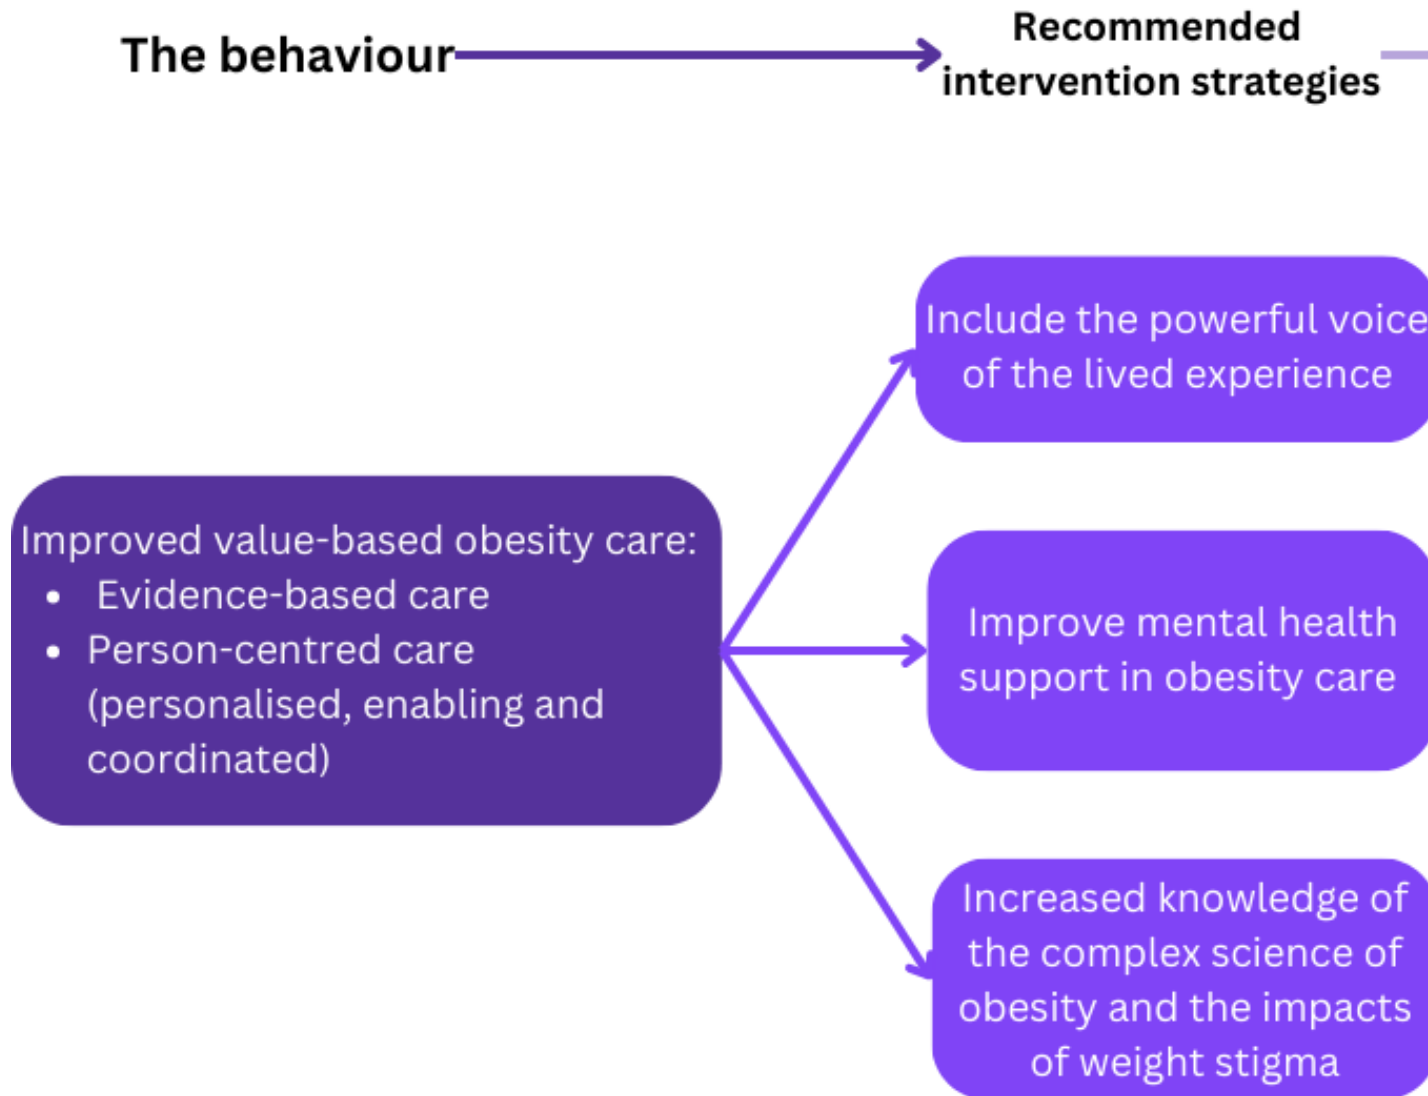 The behaviour
Recommended
intervention strategies
Improved value-based obesity care:
• Evidence-based care
• Person-centred care
(personalised, enabling and
coordinated)
Include the powerful voice
of the lived experience
Improve mental health
support in obesity care
Increased knowledge of
the complex science of
obesity and the impacts
of weight stigma